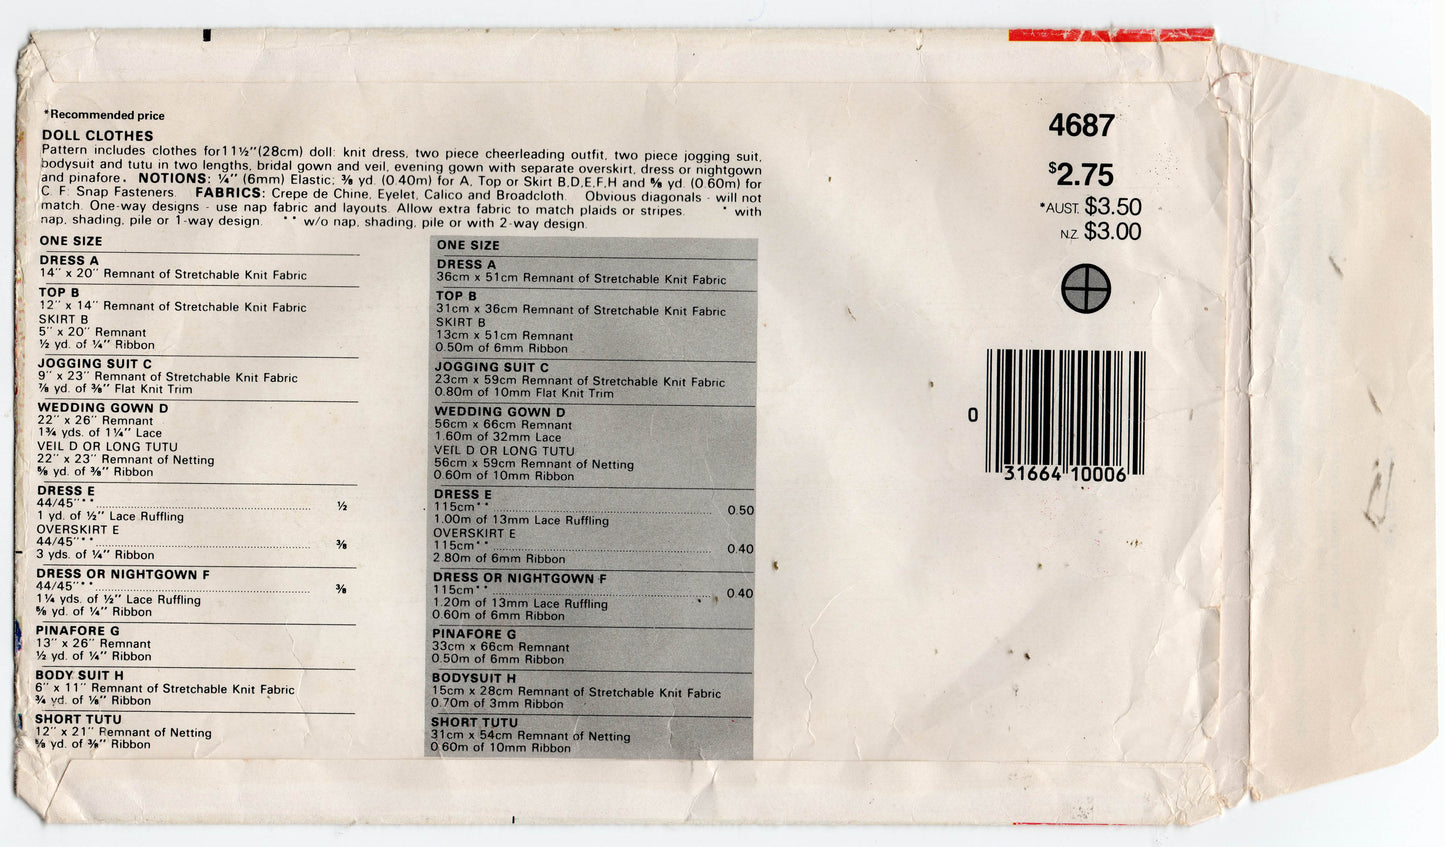 *Recommended price
DOLL CLOTHES
Pattern includes clothes for 11½"(28cm) doll: knit dress, two piece cheerleading outfit, two piece jogging suit,
bodysuit and tutu in two lengths, bridal gown and veil, evening gown with separate overskirt, dress or nightgown
and pinafore. NOTIONS: ¼" (6mm) Elastic; ⅜ yd. (0.40m) for A, Top or Skirt B,D,E,F,H and ⅝ yd. (0.60m) for
C. F: Snap Fasteners. FABRICS: Crepe de Chine, Eyelet, Calico and Broadcloth. Obvious diagonals - will not
match. One-way designs - use nap fabric and layouts. Allow extra fabric to match plaids or stripes. * with
nap, shading, pile or 1-way design. ** w/o nap, shading, pile or with 2-way design.
ONE SIZE
DRESS A
14" x 20" Remnant of Stretchable Knit Fabric
TOP B
12" x 14" Remnant of Stretchable Knit Fabric
SKIRT B
5" x 20" Remnant
½ yd. of ¼" Ribbon
JOGGING SUIT C
9" x 23" Remnant of Stretchable Knit Fabric
⅞ yd. of ⅜" Flat Knit Trim
WEDDING GOWN D
22" x 26" Remnant
1¾ yds. of 1¼" Lace
VEIL D OR LONG TUTU
22" x 23" Remnant of Netting
⅝ yd. of ⅜" Ribbon
DRESS E
44/45"** ½
1 yd. of ½" Lace Ruffling
OVERSKIRT E
44/45"** ⅜
3 yds. of ¼" Ribbon
DRESS OR NIGHTGOWN F
44/45"** ⅜
1¼ yds. of ½" Lace Ruffling
⅝ yd. of ¼" Ribbon
PINAFORE G
13" x 26" Remnant
½ yd. of ¼" Ribbon
BODY SUIT H
6" x 11" Remnant of Stretchable Knit Fabric
¾ yd. of ⅛" Ribbon
SHORT TUTU
12" x 21" Remnant of Netting
⅝ yd. of ⅜" Ribbon
ONE SIZE
DRESS A
36cm x 51cm Remnant of Stretchable Knit Fabric
TOP B
31cm x 36cm Remnant of Stretchable Knit Fabric
SKIRT B
13cm x 51cm Remnant
0.50m of 6mm Ribbon
JOGGING SUIT C
23cm x 59cm Remnant of Stretchable Knit Fabric
0.80m of 10mm Flat Knit Trim
WEDDING GOWN D
56cm x 66cm Remnant
1.60m of 32mm Lace
VEIL D OR LONG TUTU
56cm x 59cm Remnant of Netting
0.60m of 10mm Ribbon
DRESS E
115cm** 0.50
1.00m of 13mm Lace Ruffling
OVERSKIRT E
115cm** 0.40
2.80m of 6mm Ribbon
DRESS OR NIGHTGOWN F
115cm** 0.40
1.20m of 13mm Lace Ruffling
0.60m of 6mm Ribbon
PINAFORE G
33cm x 66cm Remnant
0.50m of 6mm Ribbon
BODYSUIT H
15cm x 28cm Remnant of Stretchable Knit Fabric
0.70m of 3mm Ribbon
SHORT TUTU
31cm x 54cm Remnant of Netting
0.60m of 10mm Ribbon
4687
$2.75
*AUST. $3.50
N.Z. $3.00
0
31664 10006